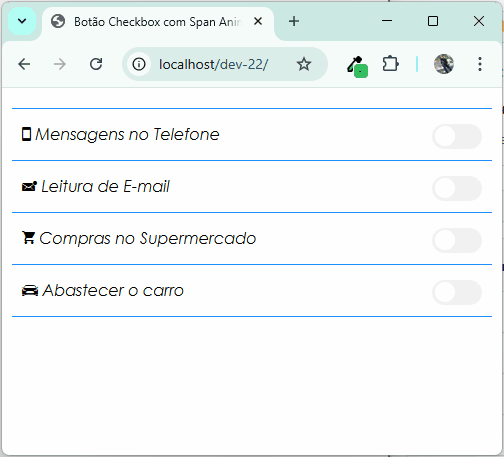 Botão Checkbox com Span Anim
localhost/dev-22/
Mensagens no Telefone
Leitura de E-mail
Compras no Supermercado
Abastecer o carro